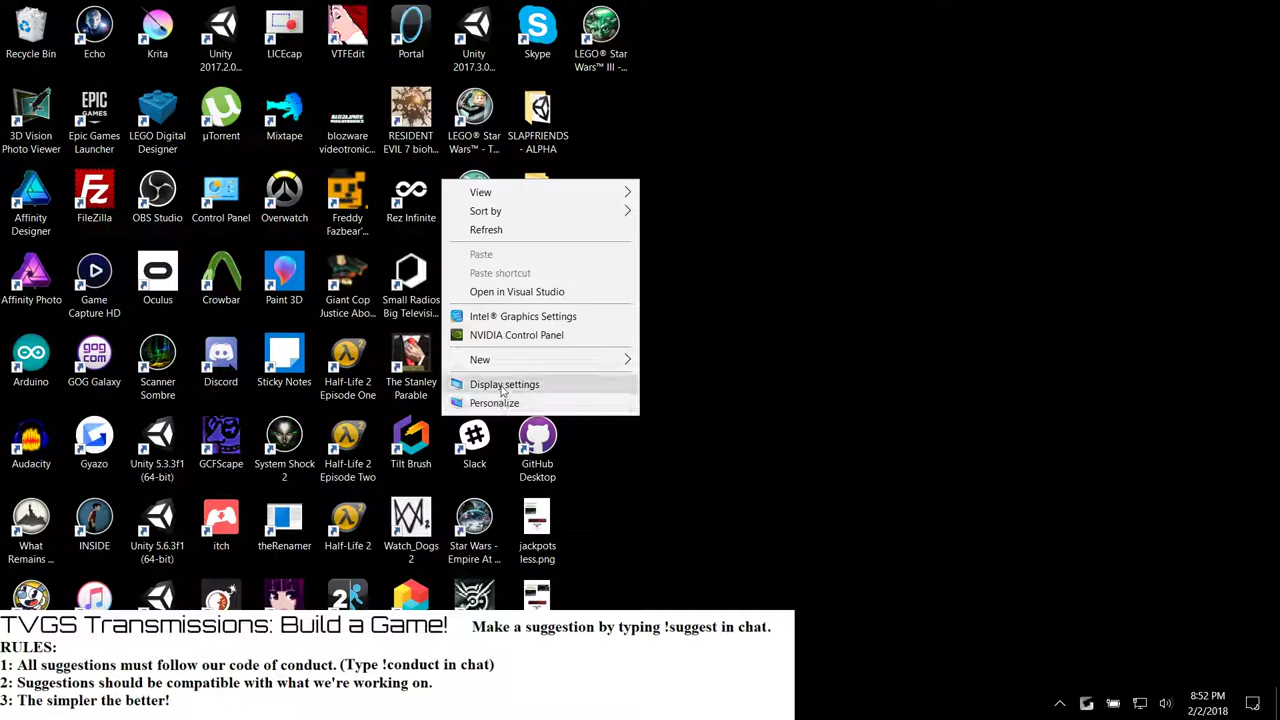 Recycle Bin
Echo
Krita
Unity
2017.2.0...
LICEcap
VTFEdit
Portal
Unity
2017.3.0...
Skype
LEGO® Star
Wars™ III -...
3D Vision
Photo Viewer
Epic Games
Launcher
LEGO Digital
Designer
µTorrent
Mixtape
blozware
videotronic...
RESIDENT
EVIL 7 bioh...
LEGO® Star
Wars™ - T...
SLAPFRIENDS
- ALPHA
Affinity
Designer
FileZilla
OBS Studio
Control Panel
Overwatch
Freddy
Fazbear'...
Rez Infinite
Affinity Photo
Game
Capture HD
Oculus
Crowbar
Paint 3D
Giant Cop
Justice Abo...
Small Radios
Big Televisi...
Arduino
GOG Galaxy
Scanner
Sombre
Discord
Sticky Notes
Half-Life 2
Episode One
The Stanley
Parable
View
Sort by
Refresh
Paste
Paste shortcut
Open in Visual Studio
Intel® Graphics Settings
NVIDIA Control Panel
New
Display settings
Personalize
Audacity
Gyazo
Unity 5.3.3f1
(64-bit)
GCFScape
System Shock
2
Half-Life 2
Episode Two
Tilt Brush
Slack
GitHub
Desktop
What
Remains ...
INSIDE
Unity 5.6.3f1
(64-bit)
itch
theRenamer
Half-Life 2
Watch_Dogs
2
Star Wars -
Empire At ...
jackpots
less.png
TVGS Transmissions: Build a Game!
Make a suggestion by typing !suggest in chat.
RULES:
1: All suggestions must follow our code of conduct. (Type !conduct in chat)
2: Suggestions should be compatible with what we're working on.
3: The simpler the better!
8:52 PM
2/2/2018